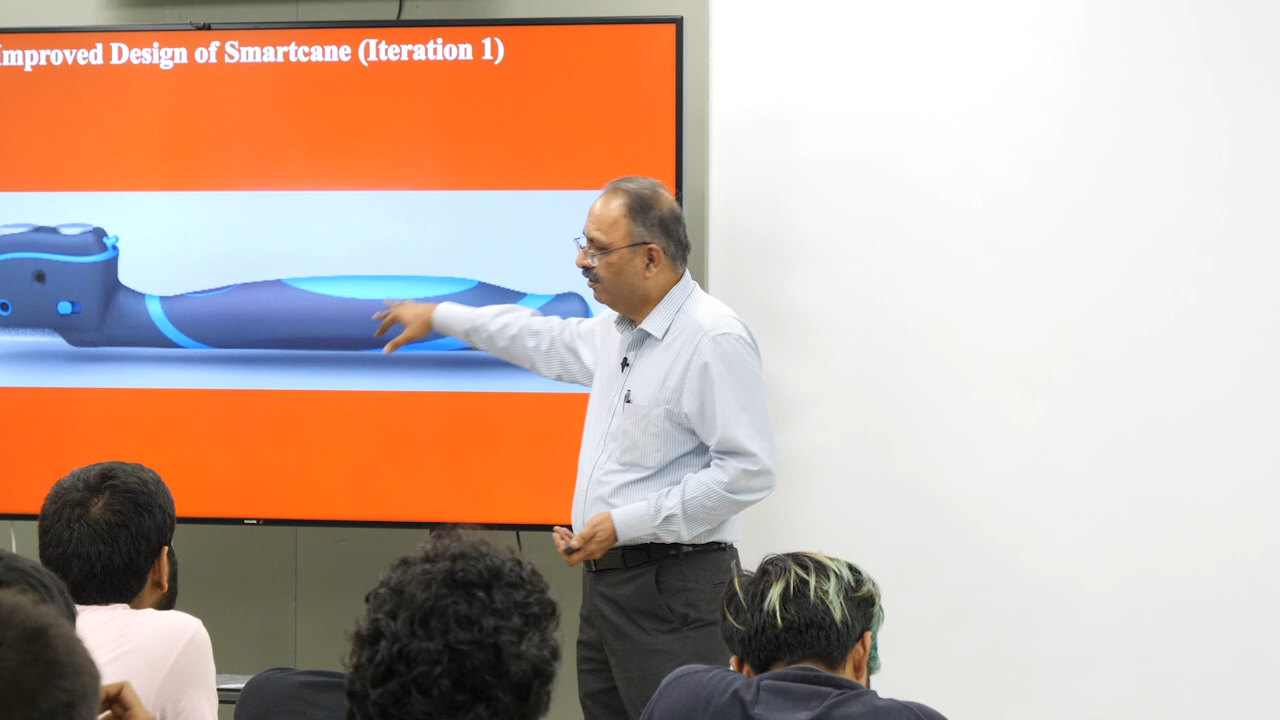 Improved Design of Smartcane (Iteration 1)